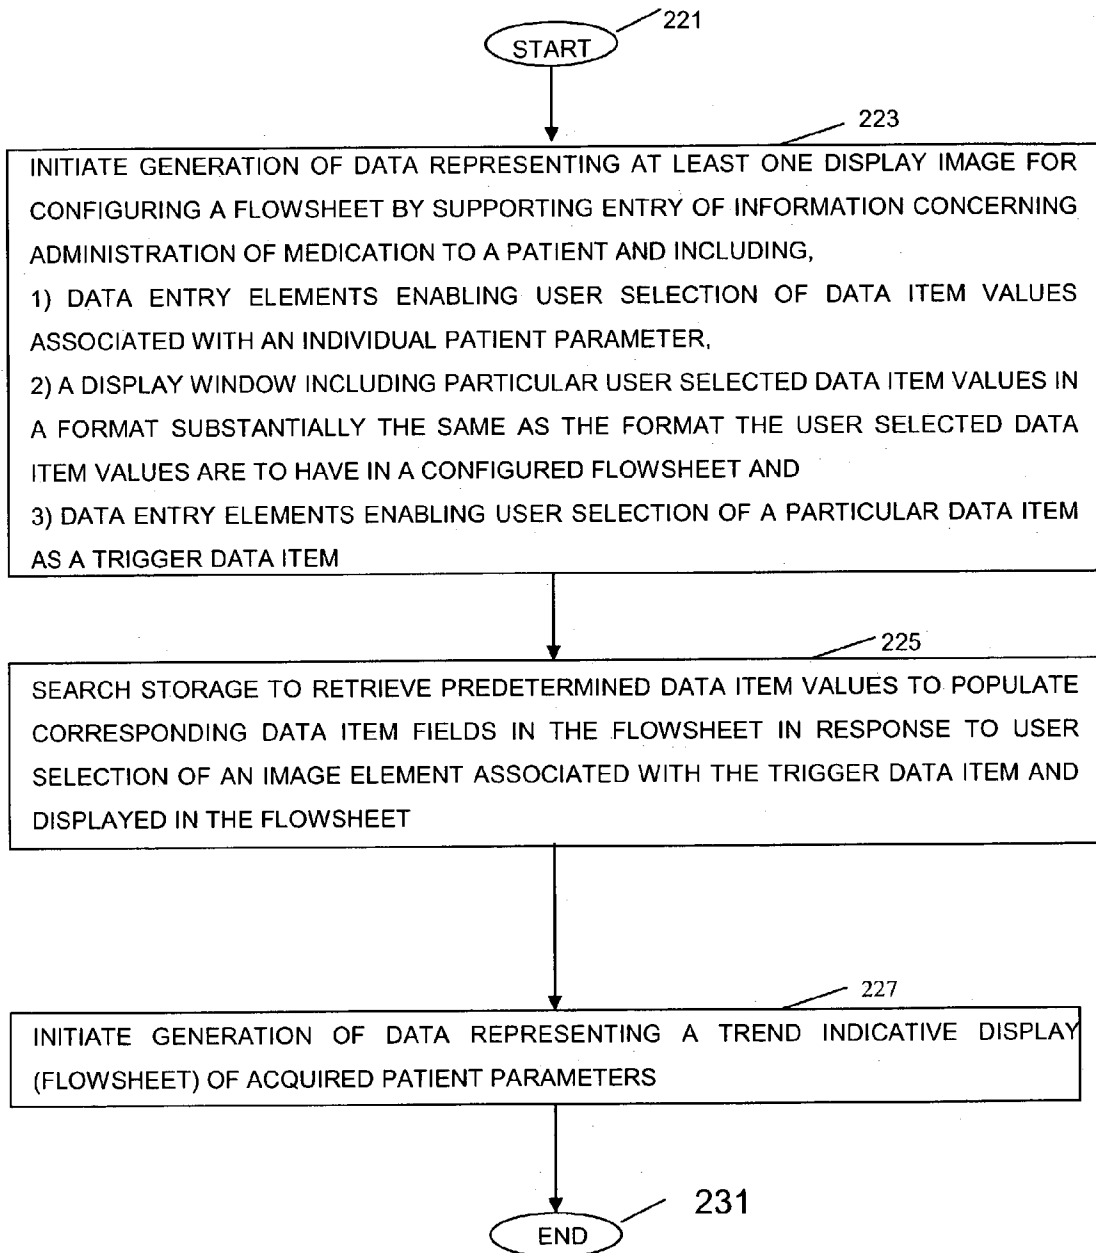 221
START
223
INITIATE GENERATION OF DATA REPRESENTING AT LEAST ONE DISPLAY IMAGE FOR
CONFIGURING A FLOWSHEET BY SUPPORTING ENTRY OF INFORMATION CONCERNING
ADMINISTRATION OF MEDICATION TO A PATIENT AND INCLUDING,
1) DATA ENTRY ELEMENTS ENABLING USER SELECTION OF DATA ITEM VALUES
ASSOCIATED WITH AN INDIVIDUAL PATIENT PARAMETER,
2) A DISPLAY WINDOW INCLUDING PARTICULAR USER SELECTED DATA ITEM VALUES IN
A FORMAT SUBSTANTIALLY THE SAME AS THE FORMAT THE USER SELECTED DATA
ITEM VALUES ARE TO HAVE IN A CONFIGURED FLOWSHEET AND
3) DATA ENTRY ELEMENTS ENABLING USER SELECTION OF A PARTICULAR DATA ITEM
AS A TRIGGER DATA ITEM
225
SEARCH STORAGE TO RETRIEVE PREDETERMINED DATA ITEM VALUES TO POPULATE
CORRESPONDING DATA ITEM FIELDS IN THE FLOWSHEET IN RESPONSE TO USER
SELECTION OF AN IMAGE ELEMENT ASSOCIATED WITH THE TRIGGER DATA ITEM AND
DISPLAYED IN THE FLOWSHEET
227
INITIATE GENERATION OF DATA REPRESENTING A TREND INDICATIVE DISPLAY
(FLOWSHEET) OF ACQUIRED PATIENT PARAMETERS
231
END